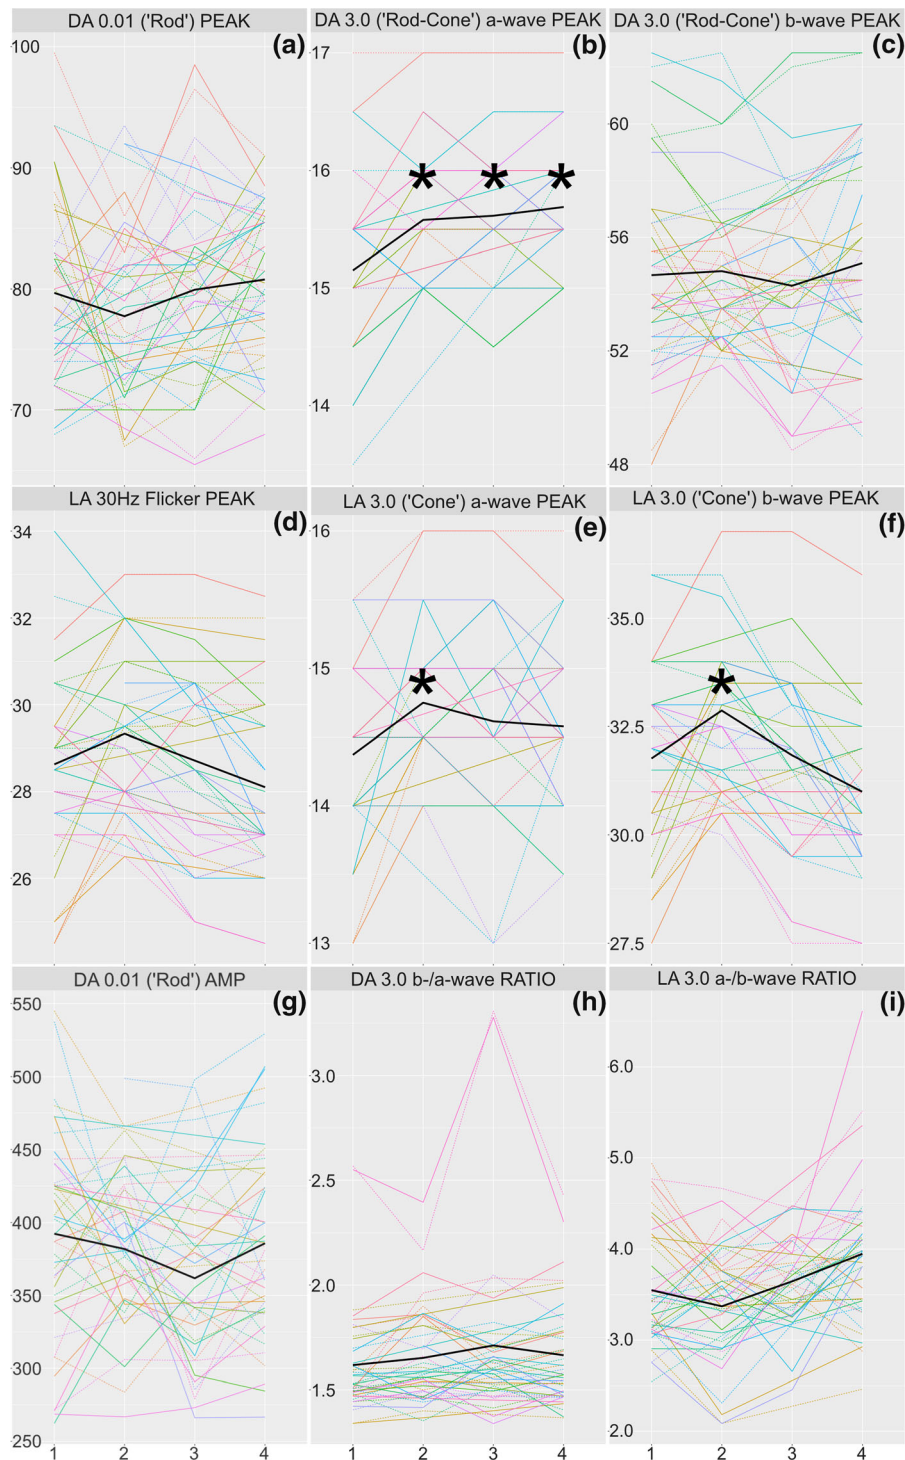 DA 0.01 ('Rod') PEAK
(a)
100
90
80
70
DA 3.0 ('Rod-Cone') a-wave PEAK
(b)
17
16
* * *
15
14
DA 3.0 ('Rod-Cone') b-wave PEAK
(c)
60
56
52
48
LA 30Hz Flicker PEAK
(d)
34
32
30
28
26
LA 3.0 ('Cone') a-wave PEAK
(e)
16
15
*
14
13
LA 3.0 ('Cone') b-wave PEAK
(f)
35.0
*
32.5
30.0
27.5
DA 0.01 ('Rod') AMP
(g)
550
500
450
400
350
300
250
1 2 3 4
DA 3.0 b-/a-wave RATIO
(h)
3.0
2.5
2.0
1.5
1 2 3 4
LA 3.0 a-/b-wave RATIO
(i)
6.0
5.0
4.0
3.0
2.0
1 2 3 4